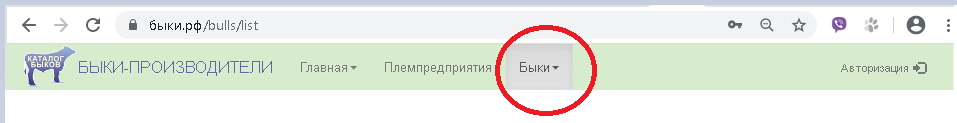 быки.рф/bulls/list
КАТАЛОГ
БЫКОВ
БЫКИ-ПРОИЗВОДИТЕЛИ Главная Племпредприятия Быки Авторизация